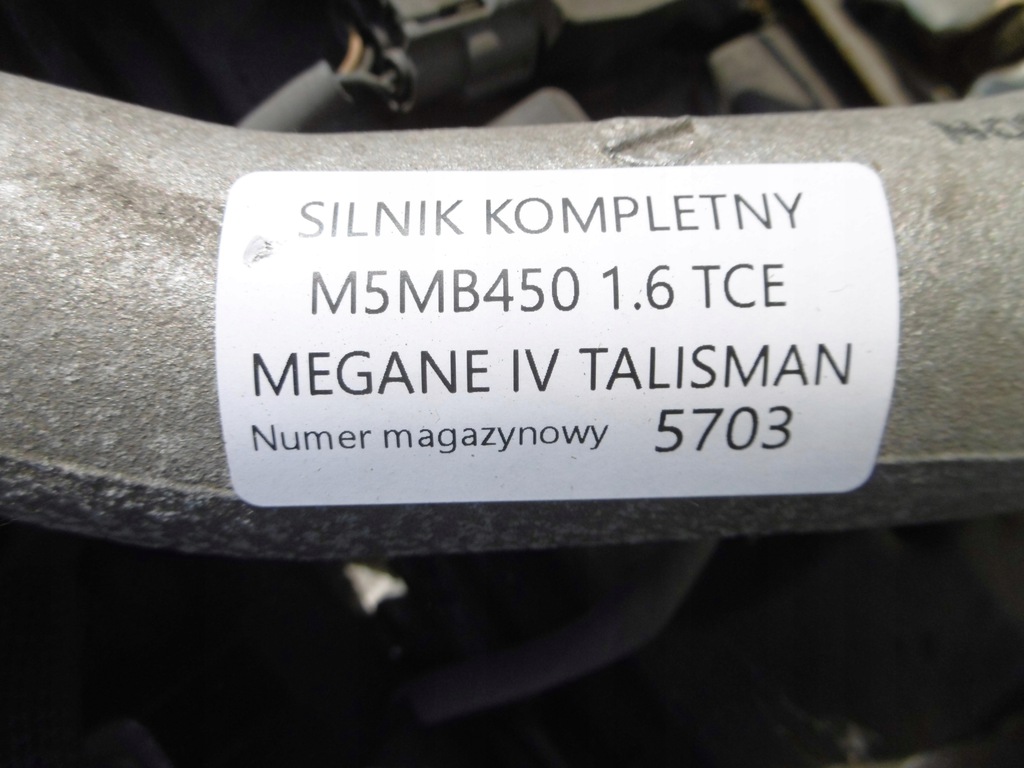 SILNIK KOMPLETNY
M5MB450 1.6 TCE
MEGANE IV TALISMAN
Numer magazynowy 5703